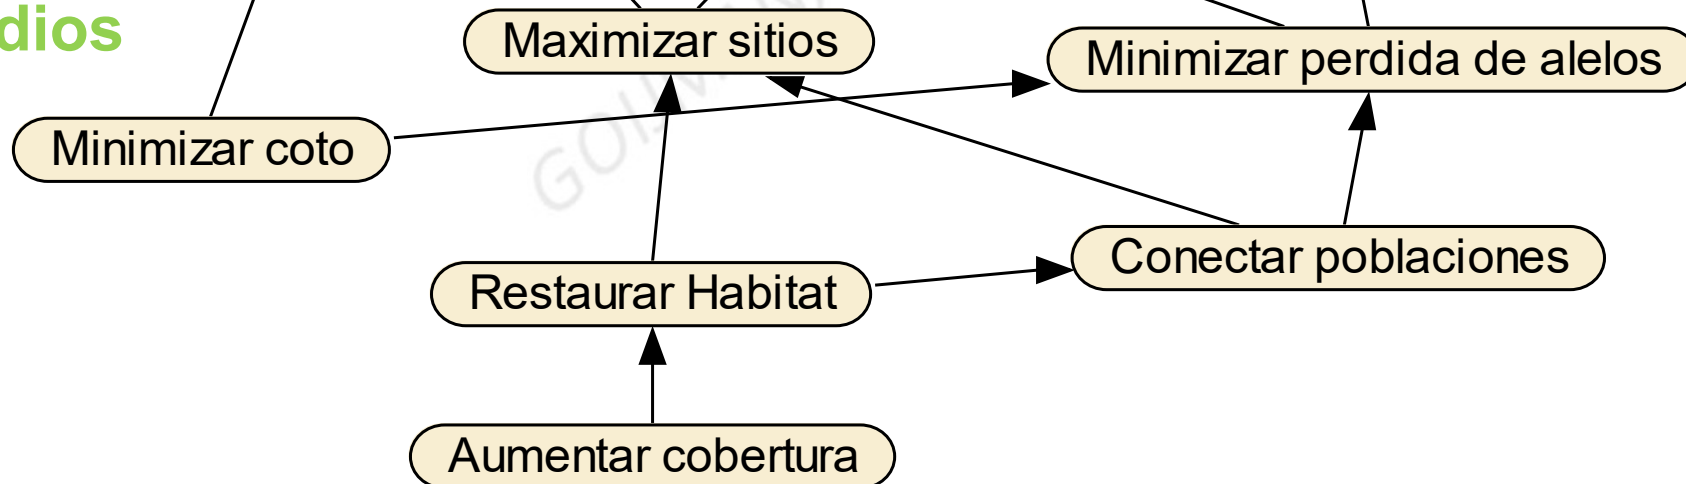 dios
Maximizar sitios
Minimizar perdida de alelos
Minimizar coto
Conectar poblaciones
Restaurar Habitat
Aumentar cobertura